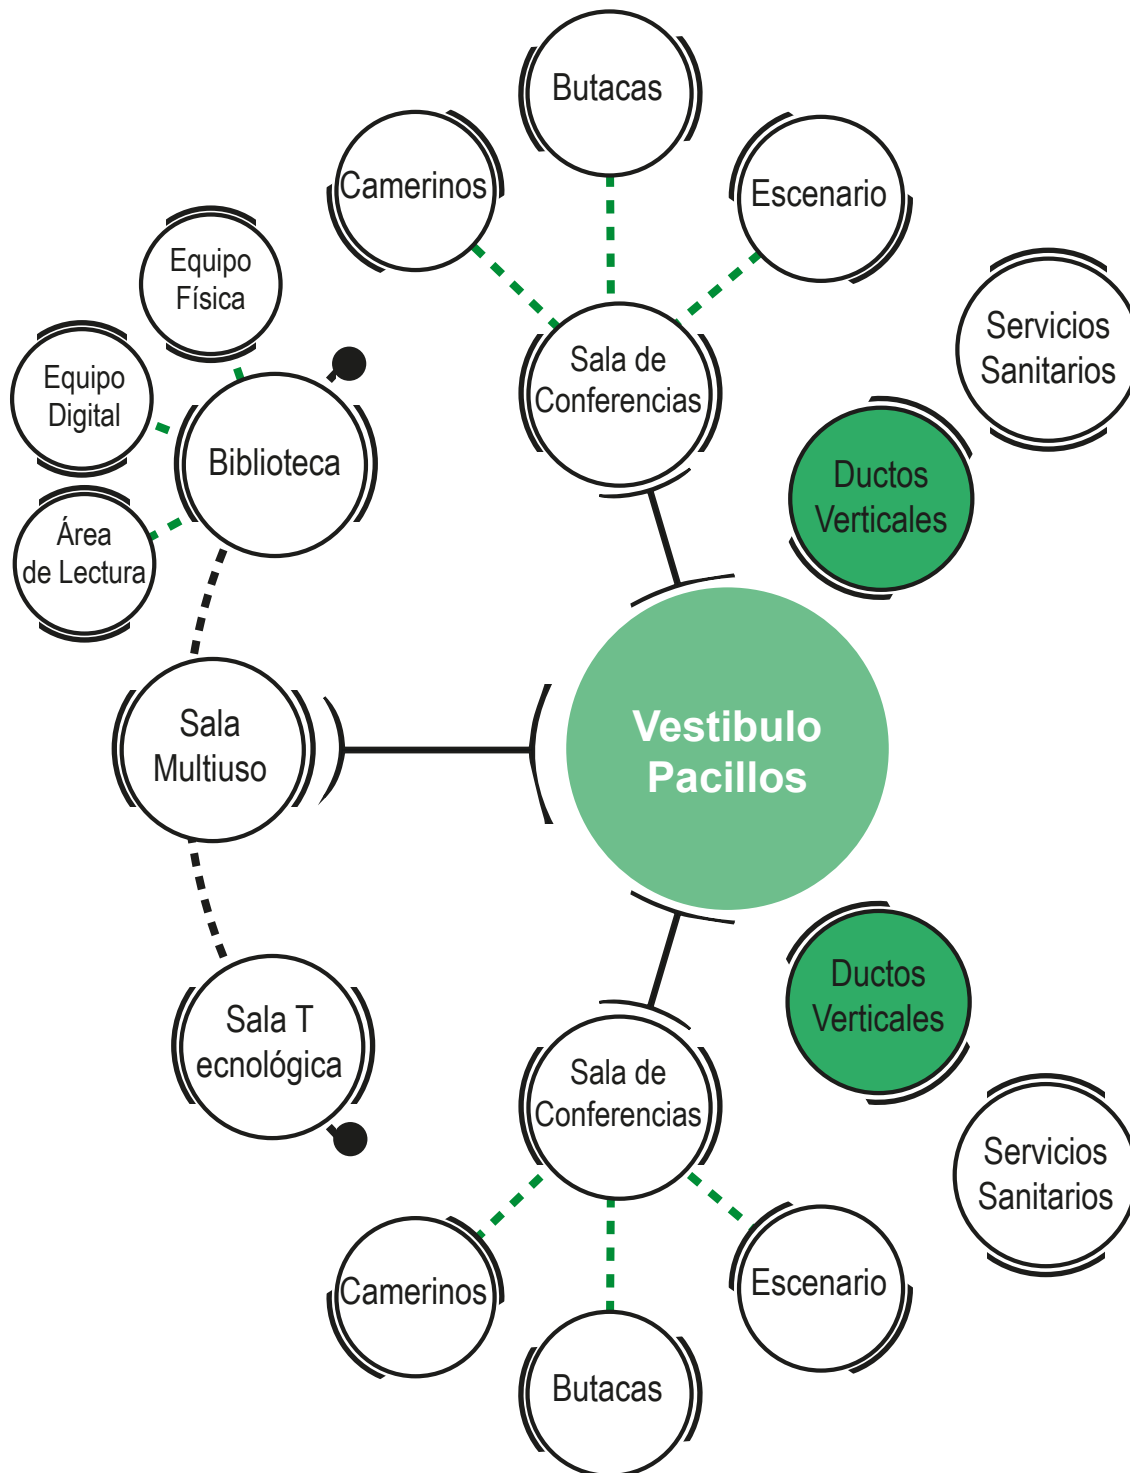 Butacas
Camerinos
Escenario
Equipo
Física
Servicios
Sanitarios
Equipo
Digital
Sala de
Conferencias
Biblioteca
Ductos
Verticales
Área
de Lectura
Sala
Multiuso
Vestibulo
Pacillos
Ductos
Verticales
Sala T
ecnológica
Sala de
Conferencias
Servicios
Sanitarios
Camerinos
Escenario
Butacas